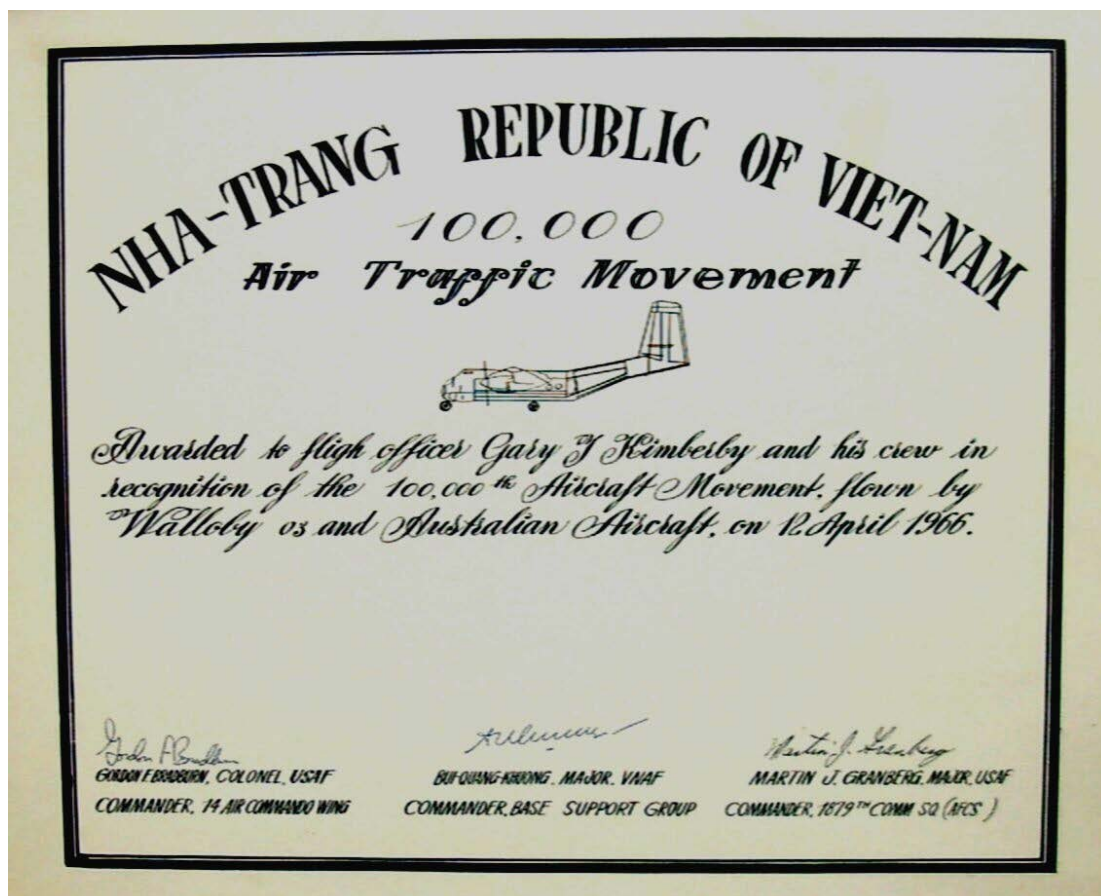 NHA-TRANG REPUBLIC OF VIET-NAM
100,000
Air Traffic Movement
Awarded to fligh officer Gary J Kimberby and his crew in
recognition of the 100,000 th Aircraft Movement. flown by
Walloby 03 and Australian Aircraft, on 12 April 1966.
GORDON F. BRADBURN, COLONEL, USAF
COMMANDER, 14 AIR COMMANDO WING
BUI-QUANG-KHUONG . MAJOR, VNAF
COMMANDER, BASE SUPPORT GROUP
Martin J. Granberg
MARTIN J. GRANBERG, MAJOR, USAF
COMMANDER, 1879TH COMM SQ (AFCS )